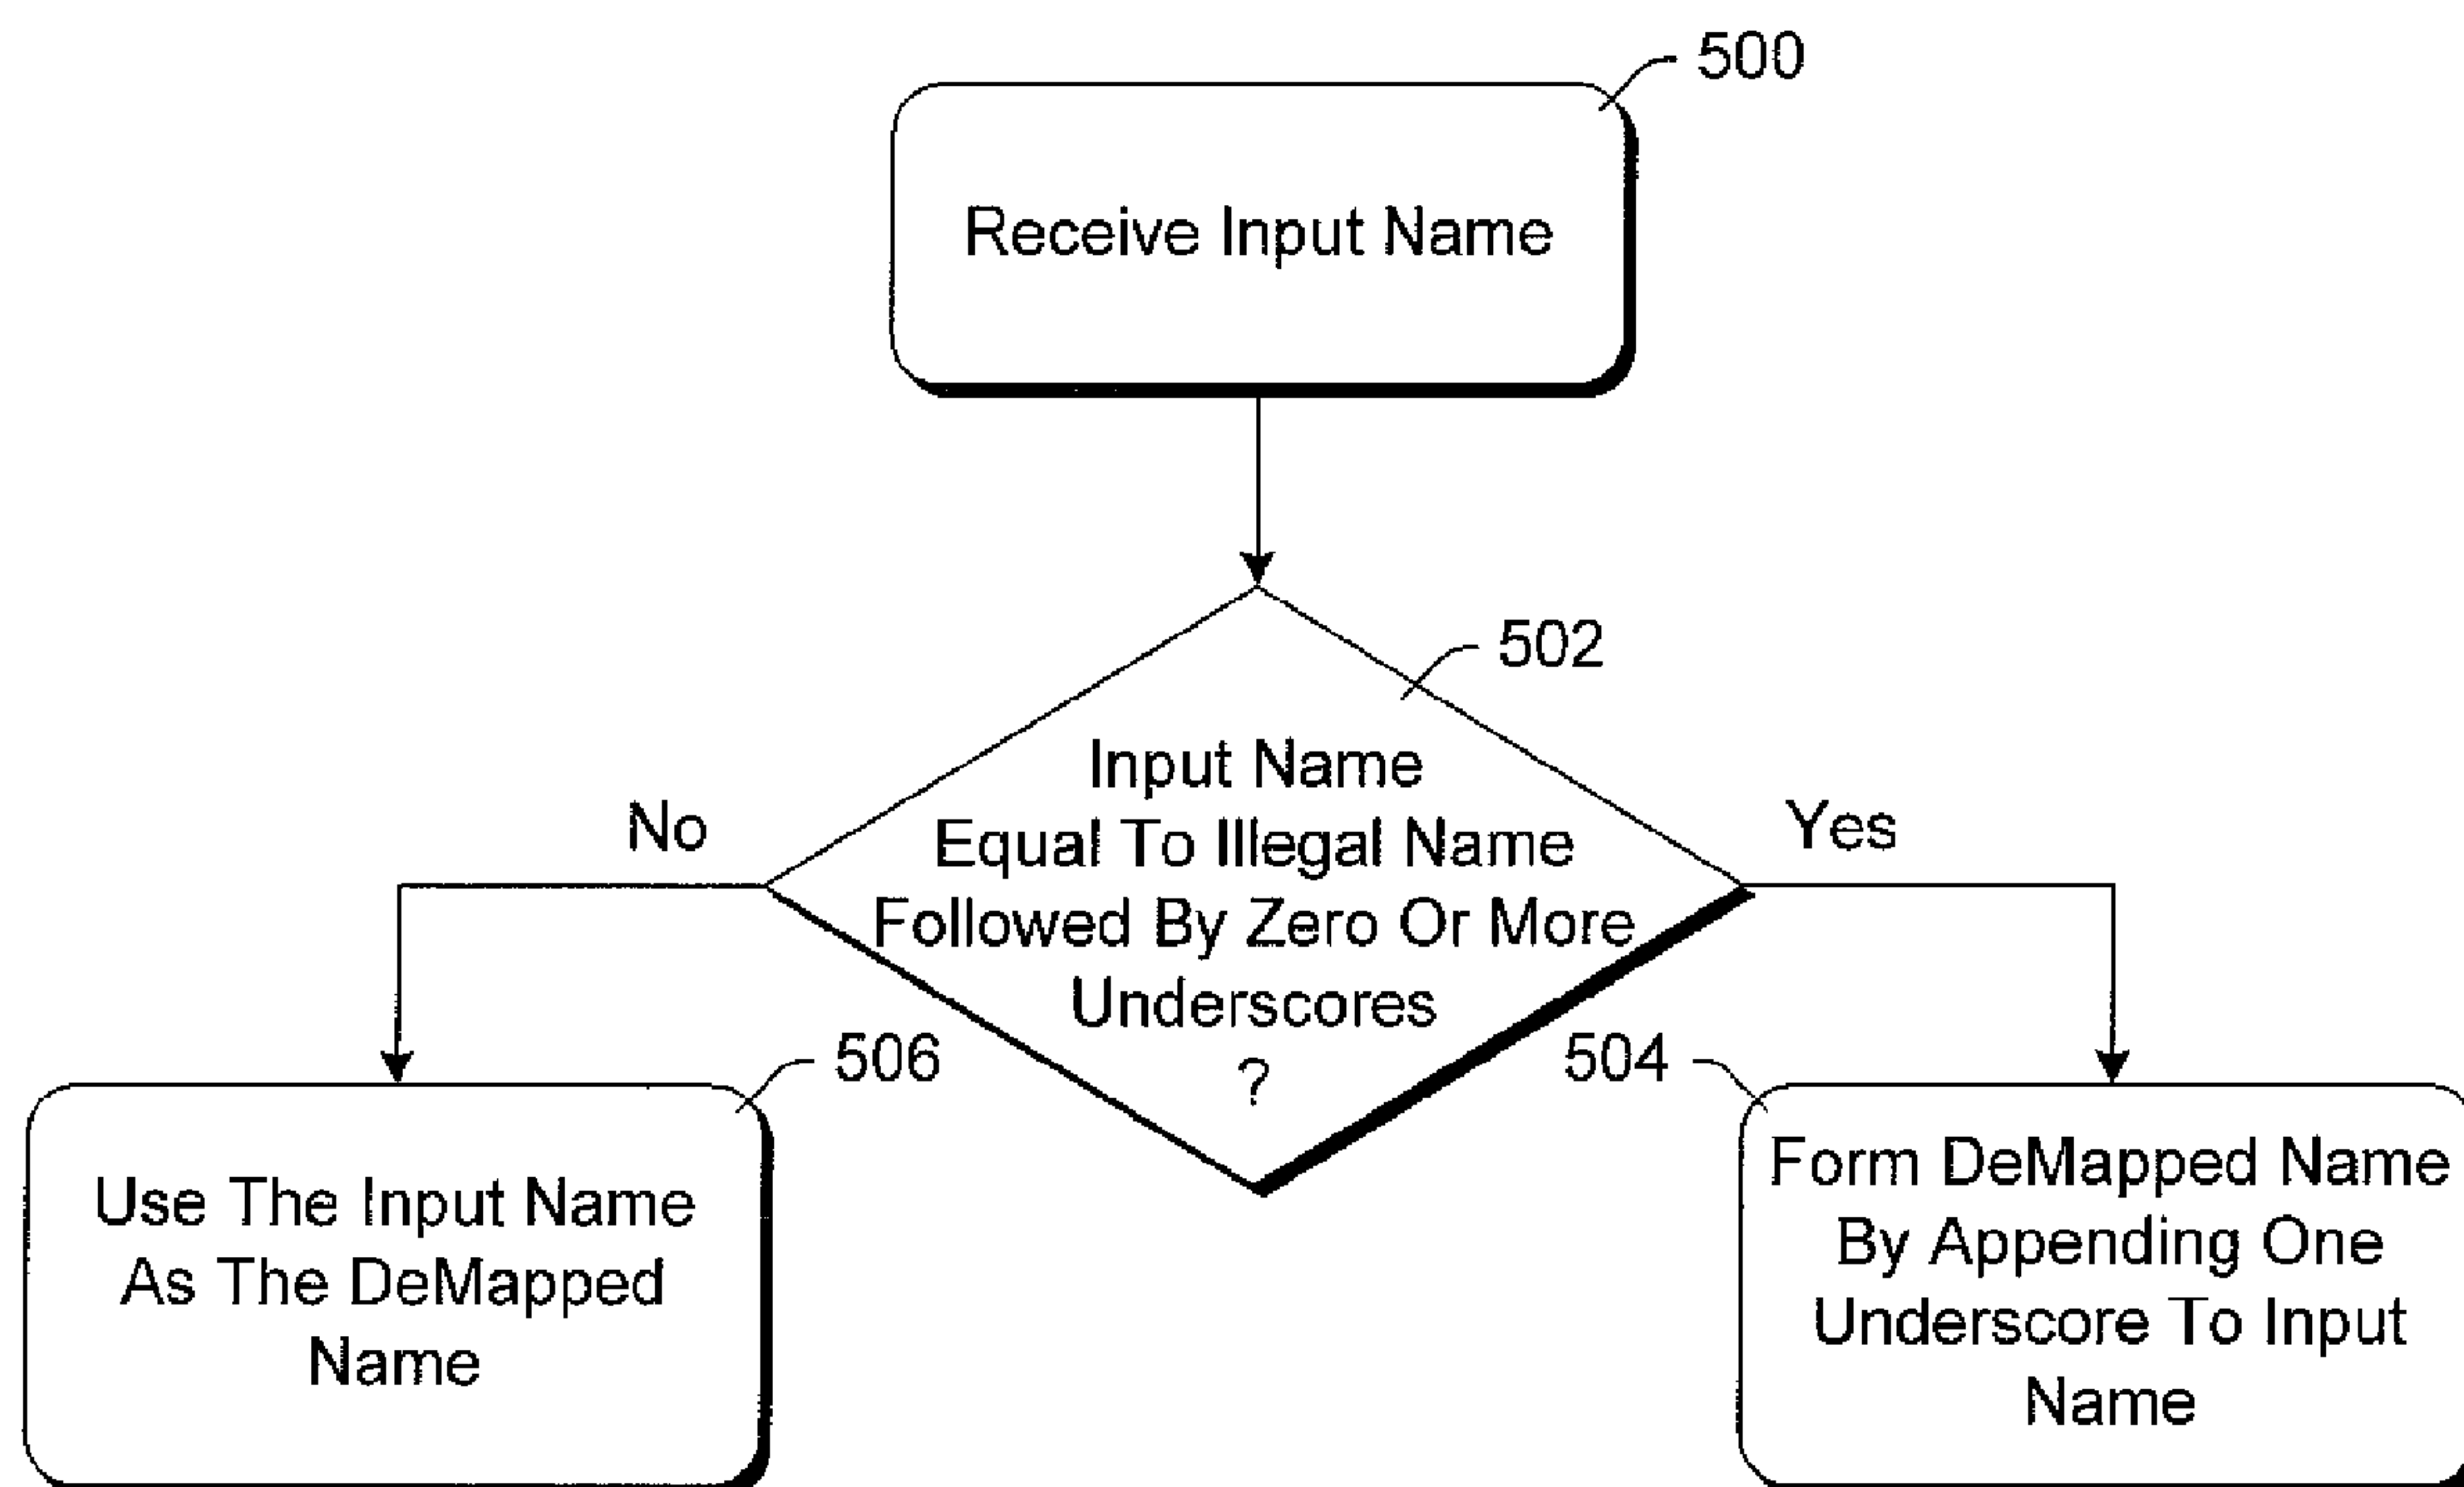 500
Receive Input Name
502
Input Name
Equal To Illegal Name
Followed By Zero Or More
Underscores
?
No
Yes
506
Use The Input Name
As The DeMapped
Name
504
Form DeMapped Name
By Appending One
Underscore To Input
Name